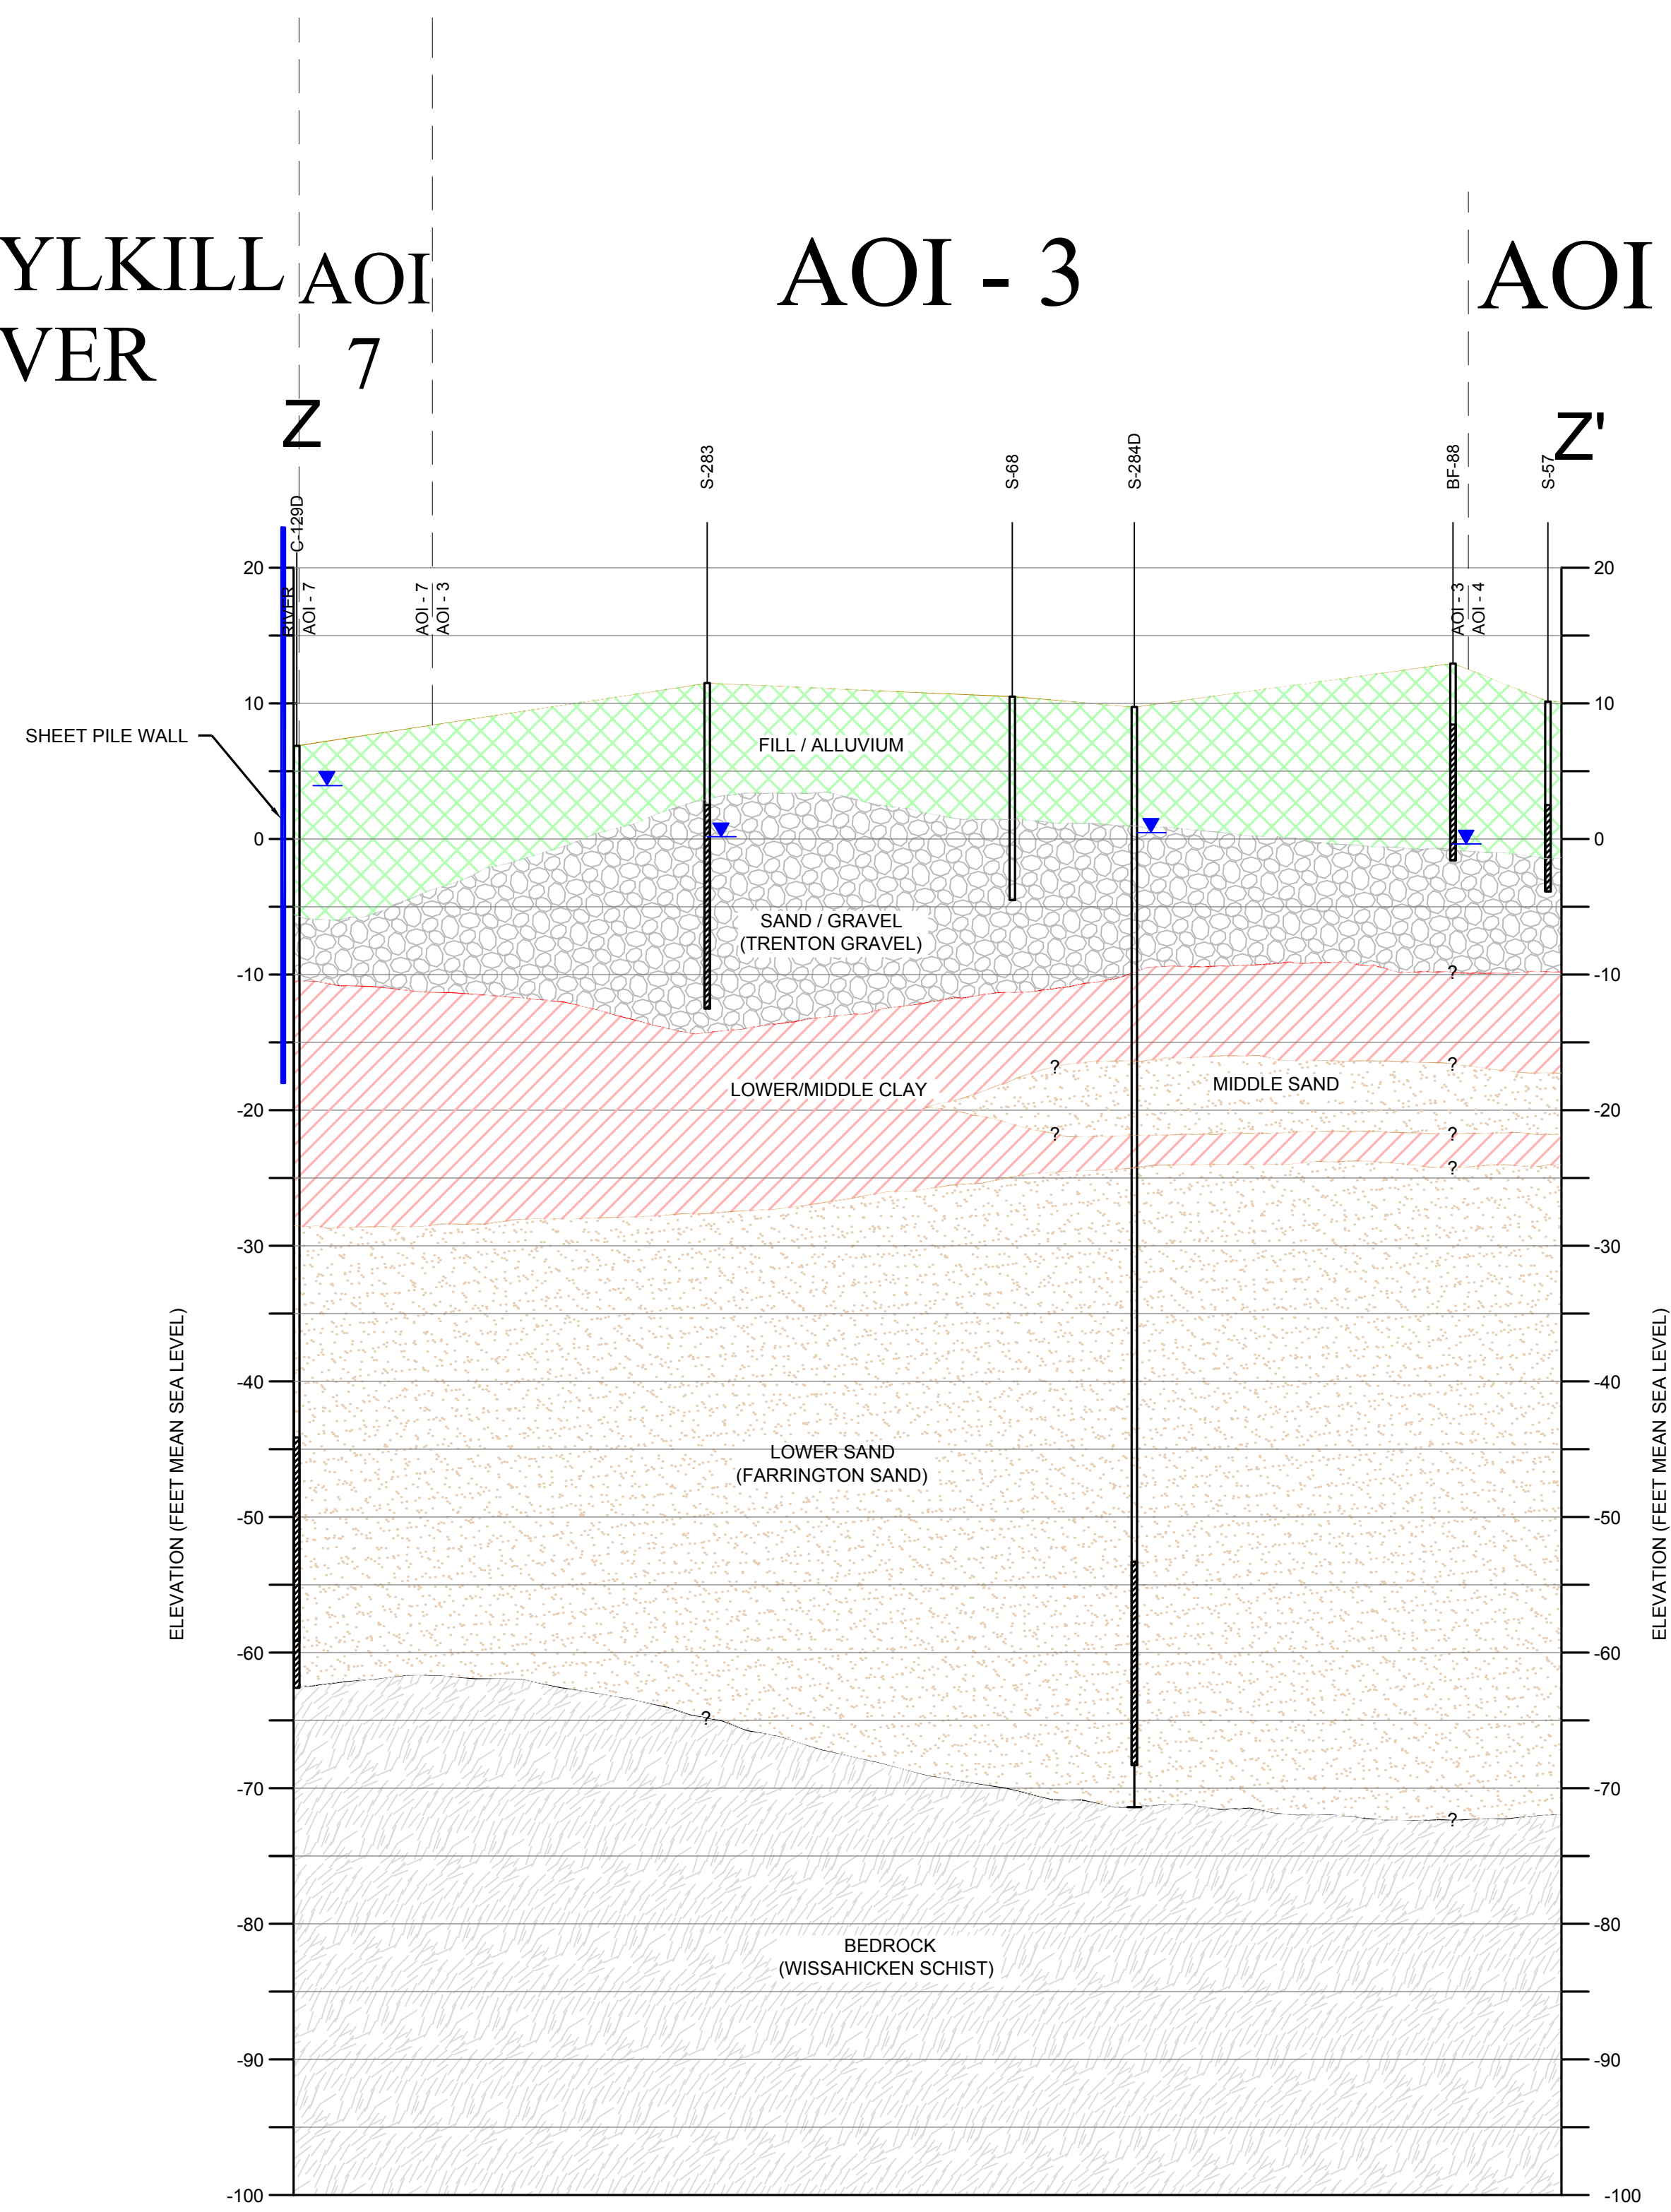 YLKILL
VER
AOI
7
AOI - 3
AOI
Z
Z'
C-129D
S-283
S-68
S-284D
BF-88
S-57
RIVER
AOI - 7
AOI - 7
AOI - 3
AOI - 3
AOI - 4
SHEET PILE WALL
20
10
0
-10
-20
-30
-40
-50
-60
-70
-80
-90
-100
ELEVATION (FEET MEAN SEA LEVEL)
FILL / ALLUVIUM
SAND / GRAVEL
(TRENTON GRAVEL)
?
LOWER/MIDDLE CLAY
?
?
MIDDLE SAND
?
?
?
LOWER SAND
(FARRINGTON SAND)
?
?
BEDROCK
(WISSAHICKEN SCHIST)
20
10
0
-10
-20
-30
-40
-50
-60
-70
-80
-90
-100
ELEVATION (FEET MEAN SEA LEVEL)